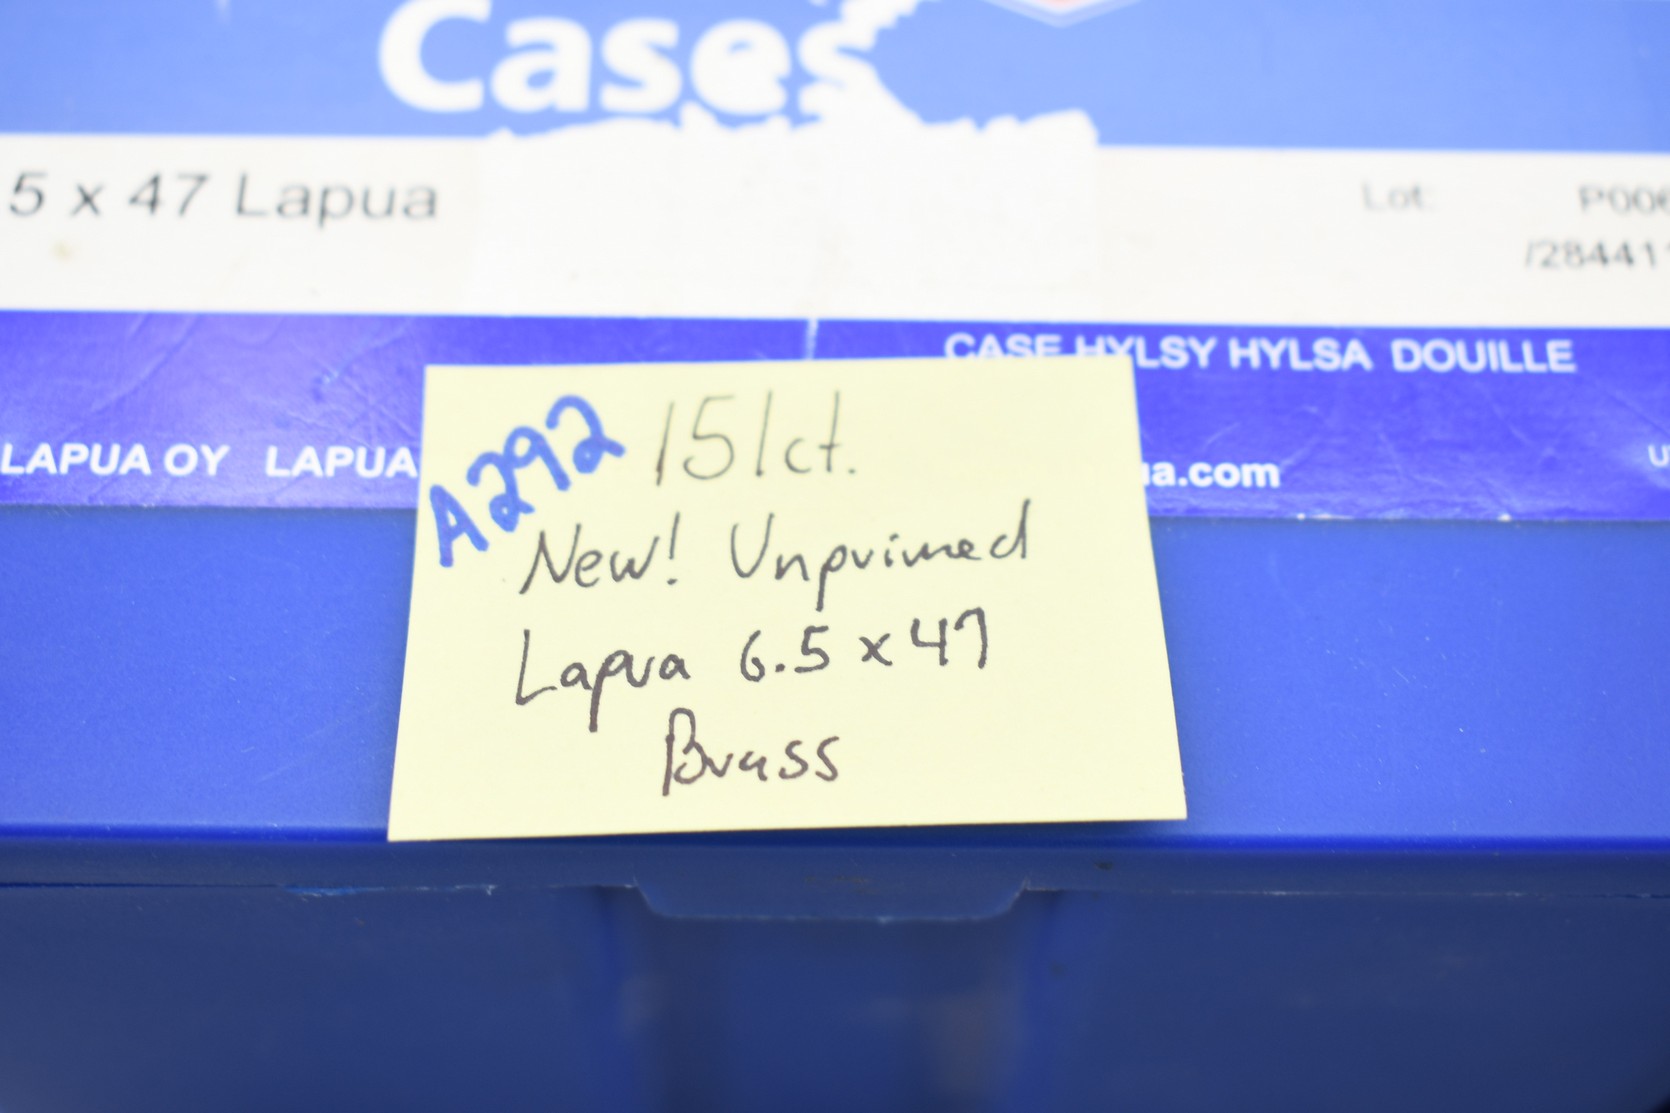 Cases
5 x 47 Lapua
Lot: P006
/28441
CASE HYLSY HYLSA DOUILLE
LAPUA OY LAPUA
a.com
A292
151ct.
New! Unprimed
Lapua 6.5 x 47
Brass